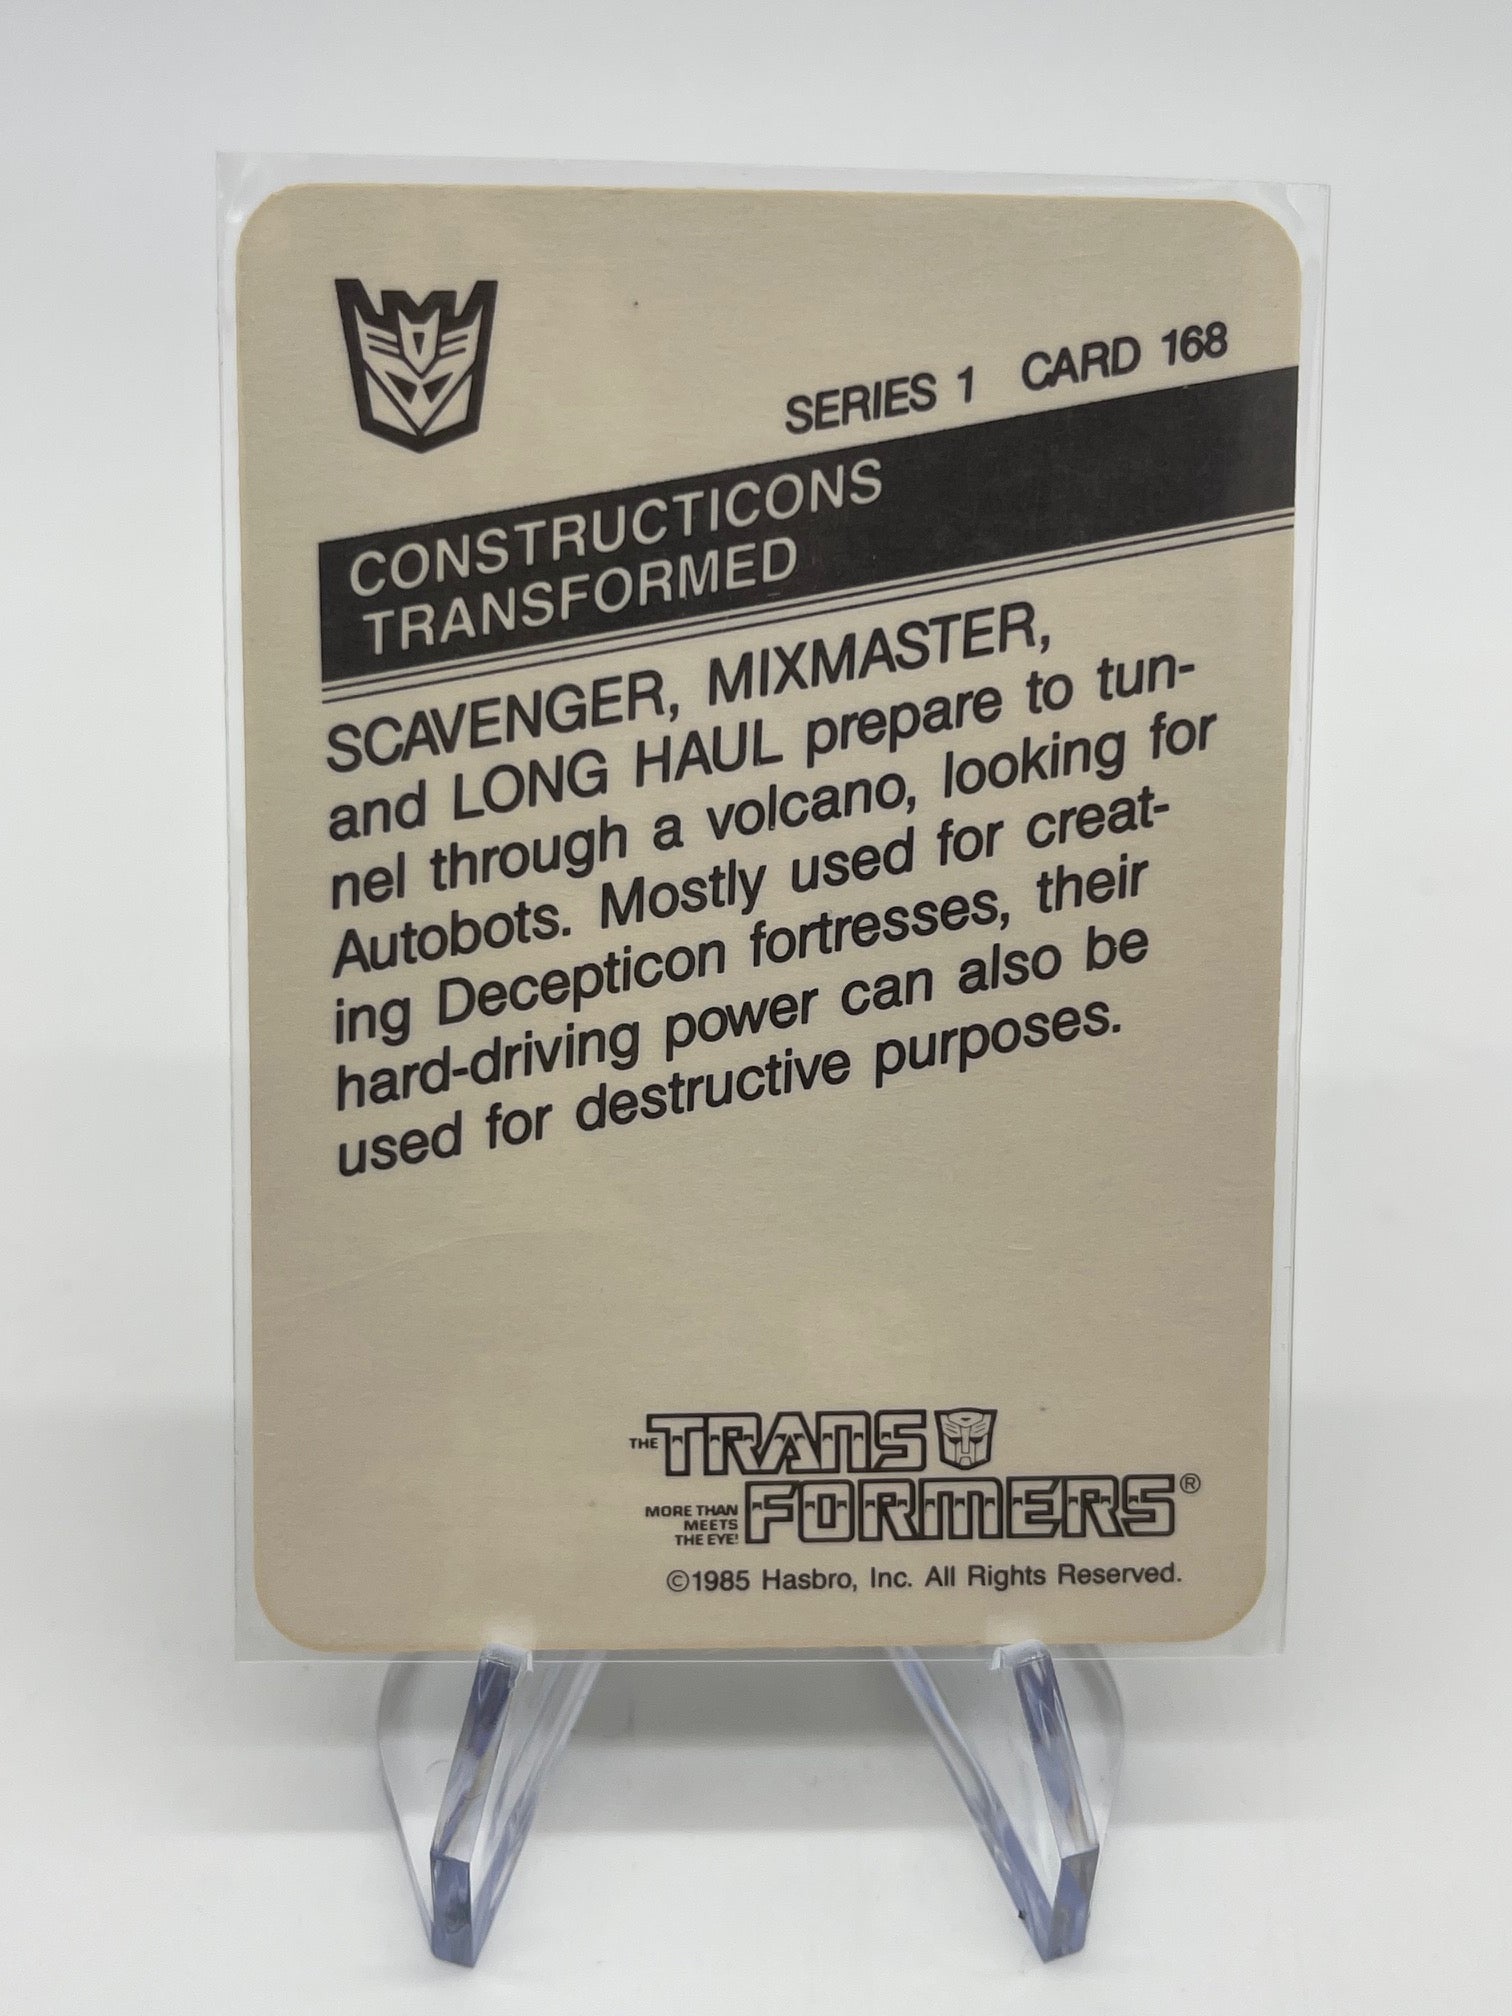 SERIES 1 CARD 168
CONSTRUCTICONS
TRANSFORMED
SCAVENGER, MIXMASTER,
and LONG HAUL prepare to tun-
nel through a volcano, looking for
Autobots. Mostly used for creat-
ing Decepticon fortresses, their
hard-driving power can also be
used for destructive purposes.
THE TRANS
FORMERS®
MORE THAN
MEETS
THE EYE!
©1985 Hasbro, Inc. All Rights Reserved.